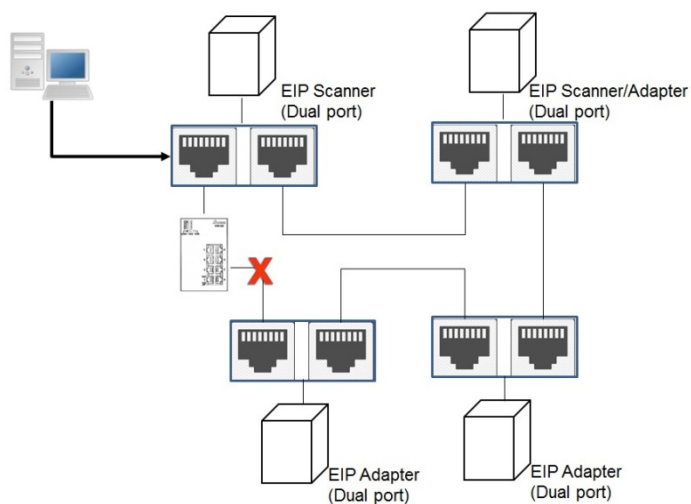 EIP Scanner
(Dual port)
EIP Scanner/Adapter
(Dual port)
X
EIP Adapter
(Dual port)
EIP Adapter
(Dual port)